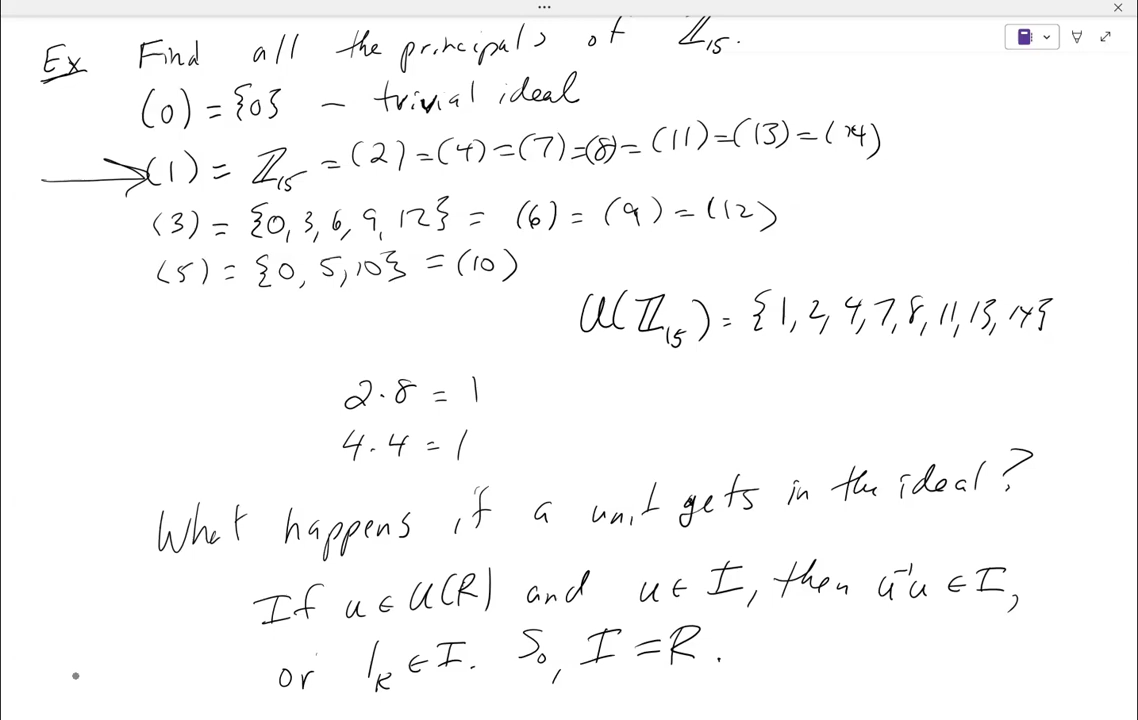 Ex Find all the principals of ℤ₁₅.
(0) = {0} – trivial ideal
(1) = ℤ₁₅ = (2) = (4) = (7) = (8) = (11) = (13) = (14)
(3) = {0, 3, 6, 9, 12} = (6) = (9) = (12)
(5) = {0, 5, 10} = (10)
U(ℤ₁₅) = {1, 2, 4, 7, 8, 11, 13, 14}
2·8 = 1
4·4 = 1
What happens if a unit gets in the ideal?
If u ∈ U(R) and u ∈ I, then u⁻¹u ∈ I,
or 1_R ∈ I. So, I = R.